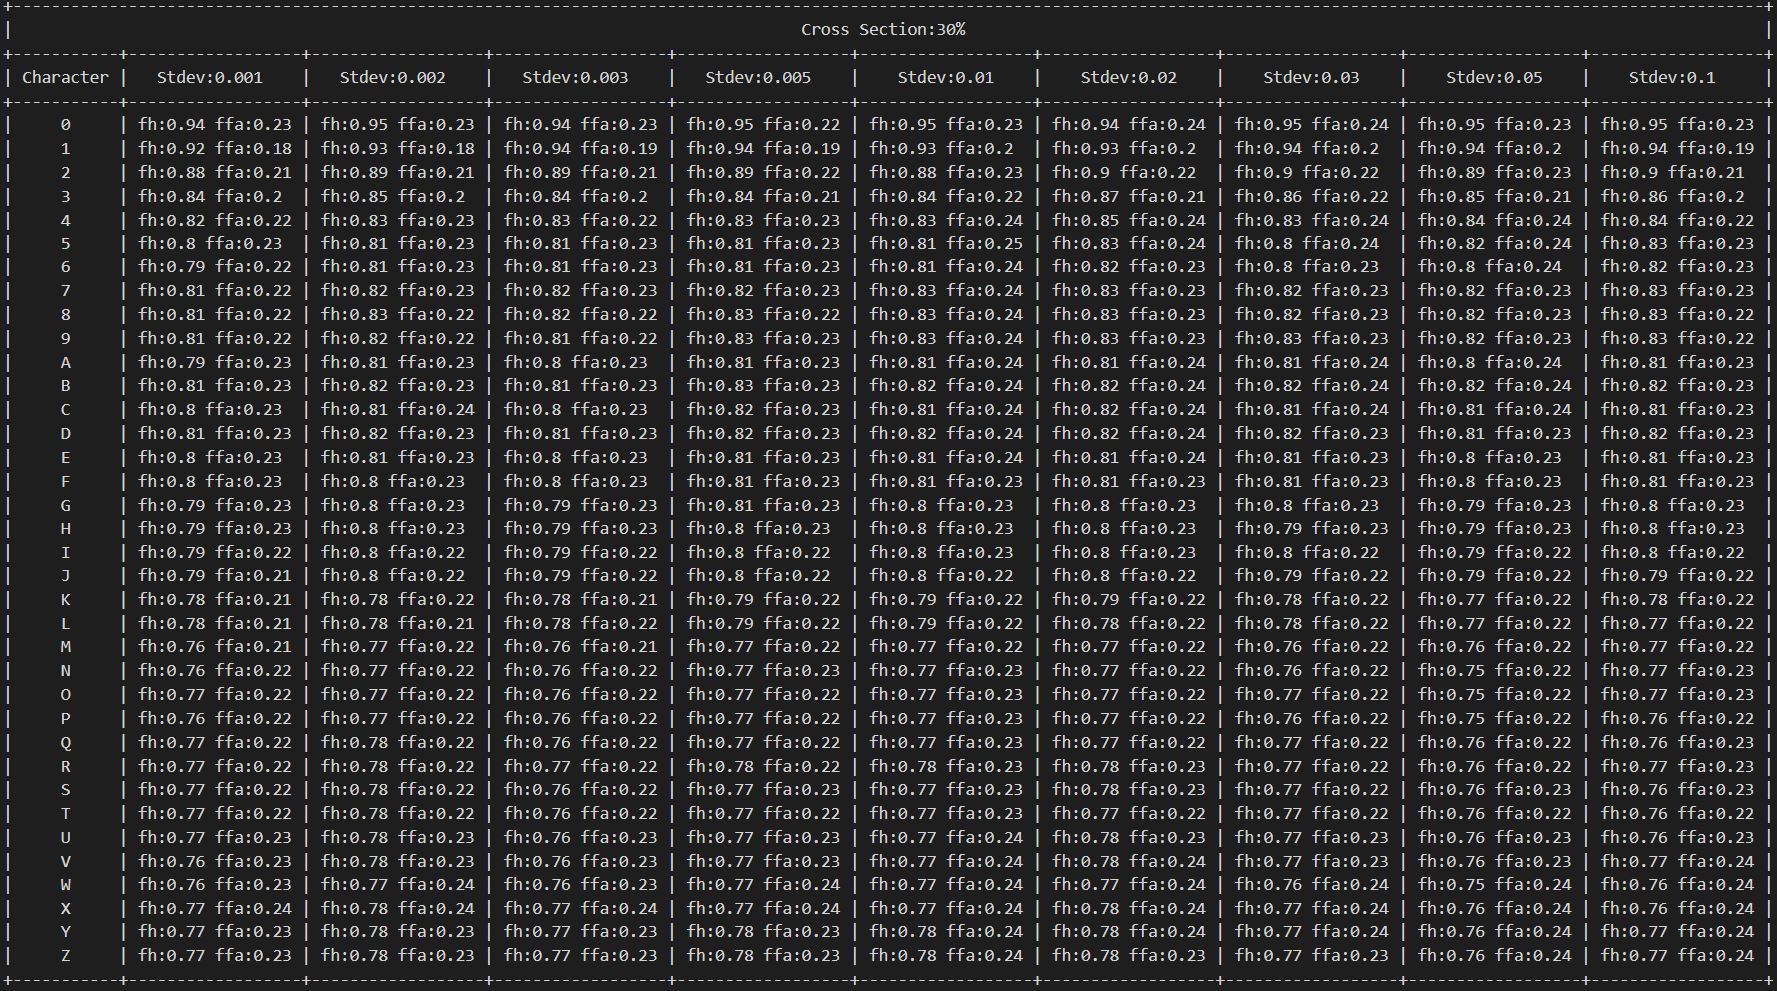 Cross Section:30%
| Character | Stdev:0.001 | Stdev:0.002 | Stdev:0.003 | Stdev:0.005 | Stdev:0.01 | Stdev:0.02 | Stdev:0.03 | Stdev:0.05 | Stdev:0.1 |
| 0 | fh:0.94 ffa:0.23 | fh:0.95 ffa:0.23 | fh:0.94 ffa:0.23 | fh:0.95 ffa:0.22 | fh:0.95 ffa:0.23 | fh:0.94 ffa:0.24 | fh:0.95 ffa:0.24 | fh:0.95 ffa:0.23 | fh:0.95 ffa:0.23 |
| 1 | fh:0.92 ffa:0.18 | fh:0.93 ffa:0.18 | fh:0.94 ffa:0.19 | fh:0.94 ffa:0.19 | fh:0.93 ffa:0.2 | fh:0.93 ffa:0.2 | fh:0.94 ffa:0.2 | fh:0.94 ffa:0.2 | fh:0.94 ffa:0.19 |
| 2 | fh:0.88 ffa:0.21 | fh:0.89 ffa:0.21 | fh:0.89 ffa:0.21 | fh:0.89 ffa:0.22 | fh:0.88 ffa:0.23 | fh:0.9 ffa:0.22 | fh:0.9 ffa:0.22 | fh:0.89 ffa:0.23 | fh:0.9 ffa:0.21 |
| 3 | fh:0.84 ffa:0.2 | fh:0.85 ffa:0.2 | fh:0.84 ffa:0.2 | fh:0.84 ffa:0.21 | fh:0.84 ffa:0.22 | fh:0.87 ffa:0.21 | fh:0.86 ffa:0.22 | fh:0.85 ffa:0.21 | fh:0.86 ffa:0.2 |
| 4 | fh:0.82 ffa:0.22 | fh:0.83 ffa:0.23 | fh:0.83 ffa:0.22 | fh:0.83 ffa:0.23 | fh:0.83 ffa:0.24 | fh:0.85 ffa:0.24 | fh:0.83 ffa:0.24 | fh:0.84 ffa:0.24 | fh:0.84 ffa:0.22 |
| 5 | fh:0.8 ffa:0.23 | fh:0.81 ffa:0.23 | fh:0.81 ffa:0.23 | fh:0.81 ffa:0.23 | fh:0.81 ffa:0.25 | fh:0.83 ffa:0.24 | fh:0.8 ffa:0.24 | fh:0.82 ffa:0.24 | fh:0.83 ffa:0.23 |
| 6 | fh:0.79 ffa:0.22 | fh:0.81 ffa:0.23 | fh:0.81 ffa:0.23 | fh:0.81 ffa:0.23 | fh:0.81 ffa:0.24 | fh:0.82 ffa:0.23 | fh:0.8 ffa:0.23 | fh:0.8 ffa:0.24 | fh:0.82 ffa:0.23 |
| 7 | fh:0.81 ffa:0.22 | fh:0.82 ffa:0.23 | fh:0.82 ffa:0.23 | fh:0.82 ffa:0.23 | fh:0.83 ffa:0.24 | fh:0.83 ffa:0.23 | fh:0.82 ffa:0.23 | fh:0.82 ffa:0.23 | fh:0.83 ffa:0.23 |
| 8 | fh:0.81 ffa:0.22 | fh:0.83 ffa:0.22 | fh:0.82 ffa:0.22 | fh:0.83 ffa:0.22 | fh:0.83 ffa:0.24 | fh:0.83 ffa:0.23 | fh:0.82 ffa:0.23 | fh:0.82 ffa:0.23 | fh:0.83 ffa:0.22 |
| 9 | fh:0.81 ffa:0.22 | fh:0.82 ffa:0.22 | fh:0.81 ffa:0.22 | fh:0.82 ffa:0.23 | fh:0.81 ffa:0.24 | fh:0.83 ffa:0.23 | fh:0.83 ffa:0.23 | fh:0.82 ffa:0.23 | fh:0.83 ffa:0.22 |
| A | fh:0.79 ffa:0.23 | fh:0.81 ffa:0.23 | fh:0.8 ffa:0.23 | fh:0.81 ffa:0.23 | fh:0.81 ffa:0.24 | fh:0.81 ffa:0.24 | fh:0.81 ffa:0.24 | fh:0.8 ffa:0.24 | fh:0.81 ffa:0.23 |
| B | fh:0.81 ffa:0.23 | fh:0.82 ffa:0.23 | fh:0.81 ffa:0.23 | fh:0.83 ffa:0.23 | fh:0.82 ffa:0.24 | fh:0.82 ffa:0.24 | fh:0.82 ffa:0.24 | fh:0.82 ffa:0.24 | fh:0.82 ffa:0.23 |
| C | fh:0.8 ffa:0.23 | fh:0.81 ffa:0.24 | fh:0.8 ffa:0.23 | fh:0.82 ffa:0.23 | fh:0.81 ffa:0.24 | fh:0.82 ffa:0.24 | fh:0.81 ffa:0.24 | fh:0.81 ffa:0.24 | fh:0.81 ffa:0.23 |
| D | fh:0.81 ffa:0.23 | fh:0.82 ffa:0.23 | fh:0.81 ffa:0.23 | fh:0.82 ffa:0.23 | fh:0.82 ffa:0.24 | fh:0.82 ffa:0.24 | fh:0.82 ffa:0.23 | fh:0.81 ffa:0.23 | fh:0.82 ffa:0.23 |
| E | fh:0.8 ffa:0.23 | fh:0.81 ffa:0.23 | fh:0.8 ffa:0.23 | fh:0.81 ffa:0.23 | fh:0.81 ffa:0.24 | fh:0.81 ffa:0.24 | fh:0.81 ffa:0.23 | fh:0.8 ffa:0.23 | fh:0.81 ffa:0.23 |
| F | fh:0.8 ffa:0.23 | fh:0.8 ffa:0.23 | fh:0.8 ffa:0.23 | fh:0.81 ffa:0.23 | fh:0.81 ffa:0.23 | fh:0.81 ffa:0.23 | fh:0.81 ffa:0.23 | fh:0.8 ffa:0.23 | fh:0.81 ffa:0.23 |
| G | fh:0.79 ffa:0.23 | fh:0.8 ffa:0.23 | fh:0.79 ffa:0.23 | fh:0.81 ffa:0.23 | fh:0.8 ffa:0.23 | fh:0.8 ffa:0.23 | fh:0.8 ffa:0.23 | fh:0.79 ffa:0.23 | fh:0.8 ffa:0.23 |
| H | fh:0.79 ffa:0.23 | fh:0.8 ffa:0.23 | fh:0.79 ffa:0.23 | fh:0.8 ffa:0.23 | fh:0.8 ffa:0.23 | fh:0.8 ffa:0.23 | fh:0.79 ffa:0.23 | fh:0.79 ffa:0.23 | fh:0.8 ffa:0.23 |
| I | fh:0.79 ffa:0.22 | fh:0.8 ffa:0.22 | fh:0.79 ffa:0.22 | fh:0.8 ffa:0.22 | fh:0.8 ffa:0.23 | fh:0.8 ffa:0.23 | fh:0.8 ffa:0.22 | fh:0.79 ffa:0.22 | fh:0.8 ffa:0.22 |
| J | fh:0.79 ffa:0.21 | fh:0.8 ffa:0.22 | fh:0.79 ffa:0.22 | fh:0.8 ffa:0.22 | fh:0.8 ffa:0.22 | fh:0.8 ffa:0.22 | fh:0.79 ffa:0.22 | fh:0.79 ffa:0.22 | fh:0.79 ffa:0.22 |
| K | fh:0.78 ffa:0.21 | fh:0.78 ffa:0.22 | fh:0.78 ffa:0.21 | fh:0.79 ffa:0.22 | fh:0.79 ffa:0.22 | fh:0.79 ffa:0.22 | fh:0.78 ffa:0.22 | fh:0.77 ffa:0.22 | fh:0.78 ffa:0.22 |
| L | fh:0.78 ffa:0.21 | fh:0.78 ffa:0.21 | fh:0.78 ffa:0.22 | fh:0.79 ffa:0.22 | fh:0.79 ffa:0.22 | fh:0.78 ffa:0.22 | fh:0.78 ffa:0.22 | fh:0.77 ffa:0.22 | fh:0.77 ffa:0.22 |
| M | fh:0.76 ffa:0.21 | fh:0.77 ffa:0.22 | fh:0.76 ffa:0.21 | fh:0.77 ffa:0.22 | fh:0.77 ffa:0.22 | fh:0.77 ffa:0.22 | fh:0.76 ffa:0.22 | fh:0.76 ffa:0.22 | fh:0.77 ffa:0.22 |
| N | fh:0.76 ffa:0.22 | fh:0.77 ffa:0.22 | fh:0.76 ffa:0.22 | fh:0.77 ffa:0.23 | fh:0.77 ffa:0.23 | fh:0.77 ffa:0.22 | fh:0.76 ffa:0.22 | fh:0.75 ffa:0.22 | fh:0.77 ffa:0.23 |
| O | fh:0.77 ffa:0.22 | fh:0.77 ffa:0.22 | fh:0.76 ffa:0.22 | fh:0.77 ffa:0.22 | fh:0.77 ffa:0.23 | fh:0.77 ffa:0.22 | fh:0.77 ffa:0.22 | fh:0.75 ffa:0.22 | fh:0.77 ffa:0.23 |
| P | fh:0.76 ffa:0.22 | fh:0.77 ffa:0.22 | fh:0.76 ffa:0.22 | fh:0.77 ffa:0.22 | fh:0.77 ffa:0.23 | fh:0.77 ffa:0.22 | fh:0.76 ffa:0.22 | fh:0.75 ffa:0.22 | fh:0.76 ffa:0.22 |
| Q | fh:0.77 ffa:0.22 | fh:0.78 ffa:0.22 | fh:0.76 ffa:0.22 | fh:0.77 ffa:0.22 | fh:0.77 ffa:0.23 | fh:0.77 ffa:0.22 | fh:0.77 ffa:0.22 | fh:0.76 ffa:0.22 | fh:0.76 ffa:0.23 |
| R | fh:0.77 ffa:0.22 | fh:0.78 ffa:0.22 | fh:0.77 ffa:0.22 | fh:0.78 ffa:0.22 | fh:0.78 ffa:0.23 | fh:0.78 ffa:0.23 | fh:0.77 ffa:0.22 | fh:0.76 ffa:0.22 | fh:0.77 ffa:0.23 |
| S | fh:0.77 ffa:0.22 | fh:0.78 ffa:0.22 | fh:0.76 ffa:0.22 | fh:0.77 ffa:0.23 | fh:0.77 ffa:0.23 | fh:0.78 ffa:0.23 | fh:0.77 ffa:0.22 | fh:0.76 ffa:0.23 | fh:0.76 ffa:0.23 |
| T | fh:0.77 ffa:0.22 | fh:0.78 ffa:0.22 | fh:0.76 ffa:0.22 | fh:0.77 ffa:0.22 | fh:0.77 ffa:0.23 | fh:0.77 ffa:0.22 | fh:0.77 ffa:0.22 | fh:0.76 ffa:0.22 | fh:0.76 ffa:0.22 |
| U | fh:0.77 ffa:0.23 | fh:0.78 ffa:0.22 | fh:0.76 ffa:0.23 | fh:0.77 ffa:0.23 | fh:0.77 ffa:0.24 | fh:0.78 ffa:0.23 | fh:0.77 ffa:0.23 | fh:0.76 ffa:0.23 | fh:0.76 ffa:0.23 |
| V | fh:0.76 ffa:0.23 | fh:0.78 ffa:0.23 | fh:0.76 ffa:0.23 | fh:0.77 ffa:0.23 | fh:0.77 ffa:0.24 | fh:0.78 ffa:0.24 | fh:0.77 ffa:0.23 | fh:0.76 ffa:0.23 | fh:0.77 ffa:0.24 |
| W | fh:0.76 ffa:0.23 | fh:0.77 ffa:0.24 | fh:0.76 ffa:0.23 | fh:0.77 ffa:0.24 | fh:0.77 ffa:0.24 | fh:0.77 ffa:0.24 | fh:0.76 ffa:0.24 | fh:0.75 ffa:0.24 | fh:0.76 ffa:0.24 |
| X | fh:0.77 ffa:0.24 | fh:0.78 ffa:0.24 | fh:0.77 ffa:0.24 | fh:0.77 ffa:0.24 | fh:0.77 ffa:0.24 | fh:0.78 ffa:0.24 | fh:0.77 ffa:0.24 | fh:0.76 ffa:0.24 | fh:0.76 ffa:0.24 |
| Y | fh:0.77 ffa:0.23 | fh:0.78 ffa:0.23 | fh:0.77 ffa:0.23 | fh:0.78 ffa:0.23 | fh:0.78 ffa:0.24 | fh:0.78 ffa:0.24 | fh:0.77 ffa:0.24 | fh:0.76 ffa:0.24 | fh:0.77 ffa:0.24 |
| Z | fh:0.77 ffa:0.23 | fh:0.78 ffa:0.23 | fh:0.77 ffa:0.23 | fh:0.78 ffa:0.23 | fh:0.78 ffa:0.24 | fh:0.78 ffa:0.23 | fh:0.77 ffa:0.23 | fh:0.76 ffa:0.24 | fh:0.77 ffa:0.24 |